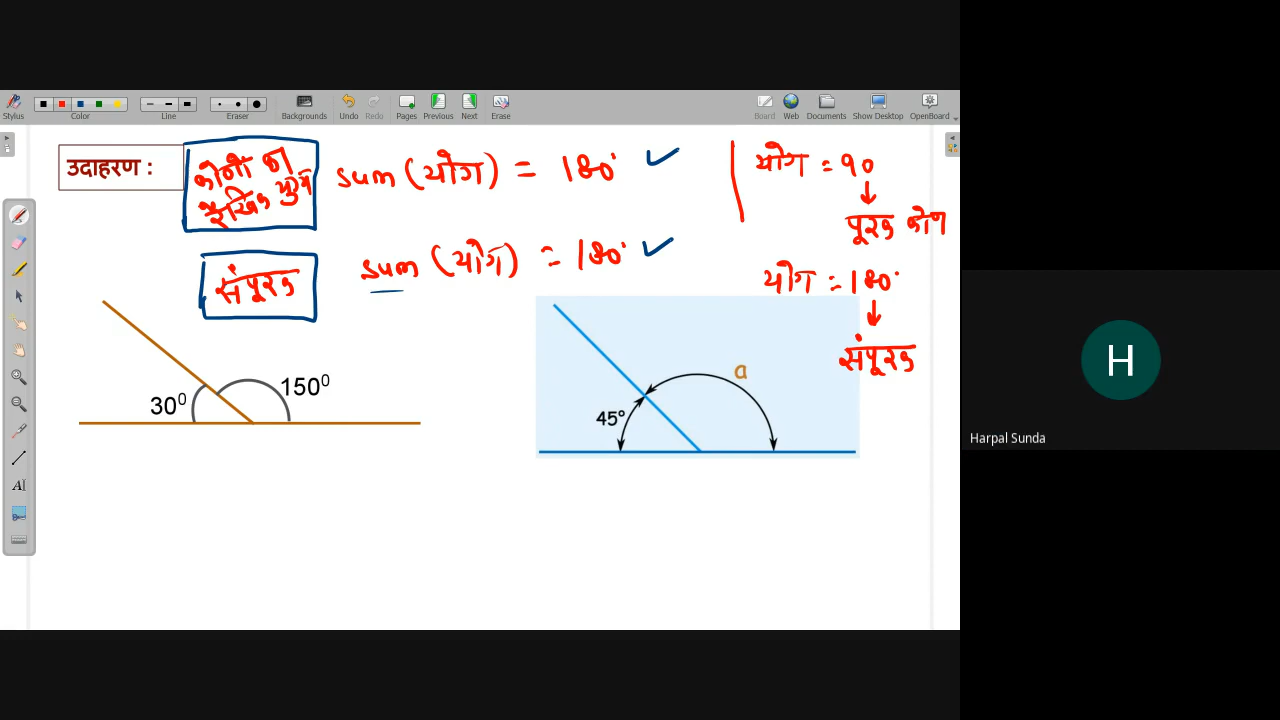 Stylus
Color
Line
Eraser
Backgrounds
Undo
Redo
Pages
Previous
Next
Erase
Board
Web
Documents
Show Desktop
OpenBoard
उदाहरण :
कोनों का
रैखिक युग्म
sum (योग) = 180°
योग = 90
पूरक कोण
संपूरक
sum (योग) = 180°
योग = 180°
संपूरक
30⁰
150⁰
45°
a
H
Harpal Sunda